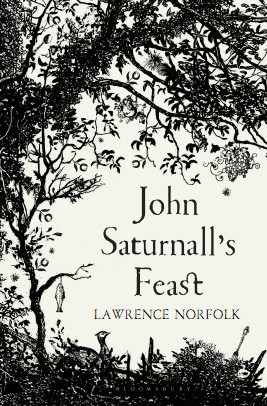 John
Saturnall's
Feast
LAWRENCE NORFOLK
BLOOMSBURY